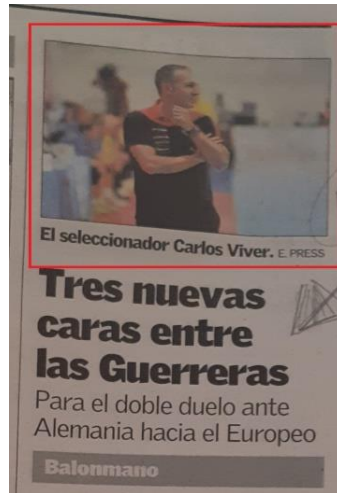 El seleccionador Carlos Viver. E. PRESS
Tres nuevas
caras entre
las Guerreras
Para el doble duelo ante
Alemania hacia el Europeo
Balonmano